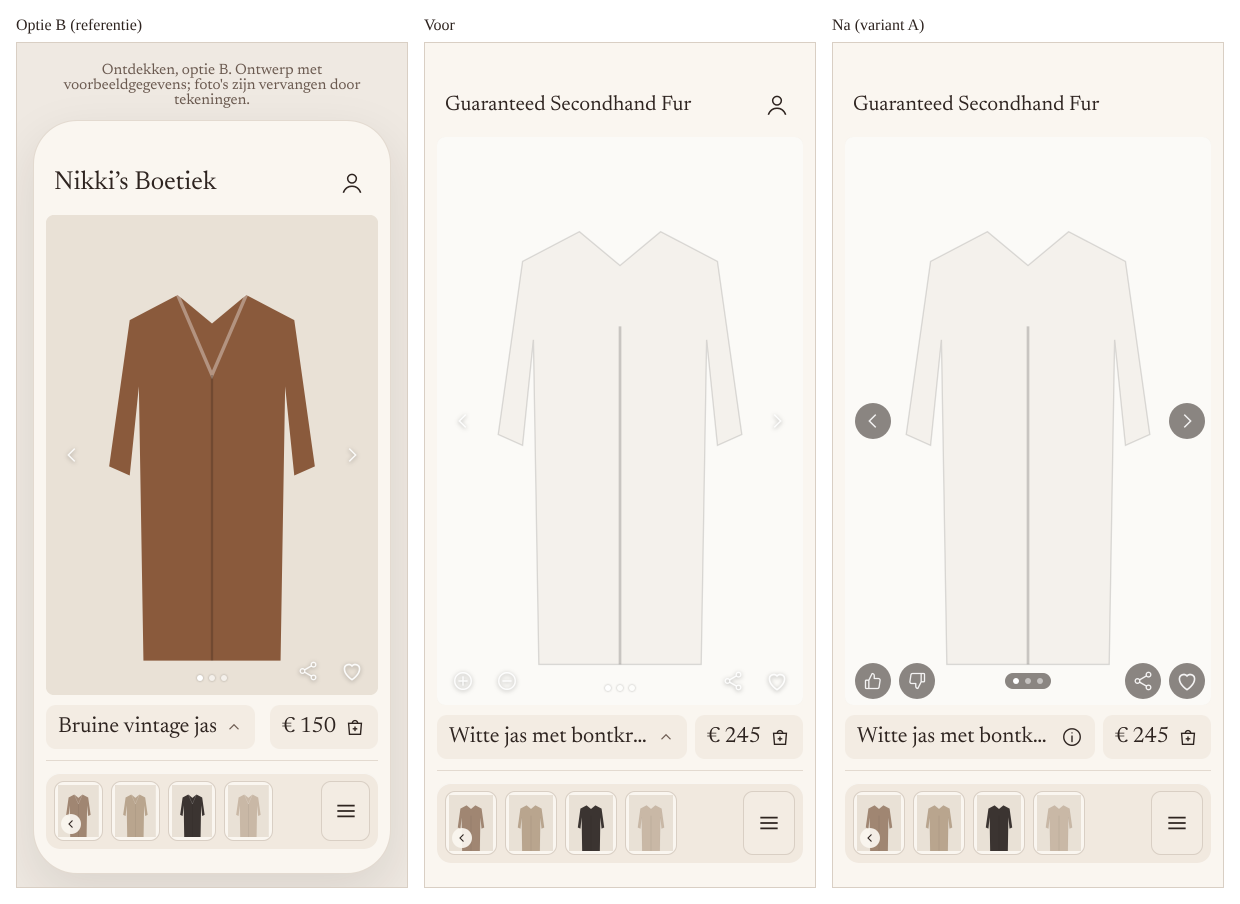 Optie B (referentie)
Ontdekken, optie B. Ontwerp met
voorbeeldgegevens; foto's zijn vervangen door
tekeningen.
Nikki’s Boetiek
Bruine vintage jas
€ 150
Voor
Guaranteed Secondhand Fur
Witte jas met bontkr...
€ 245
Na (variant A)
Guaranteed Secondhand Fur
Witte jas met bontk...
€ 245